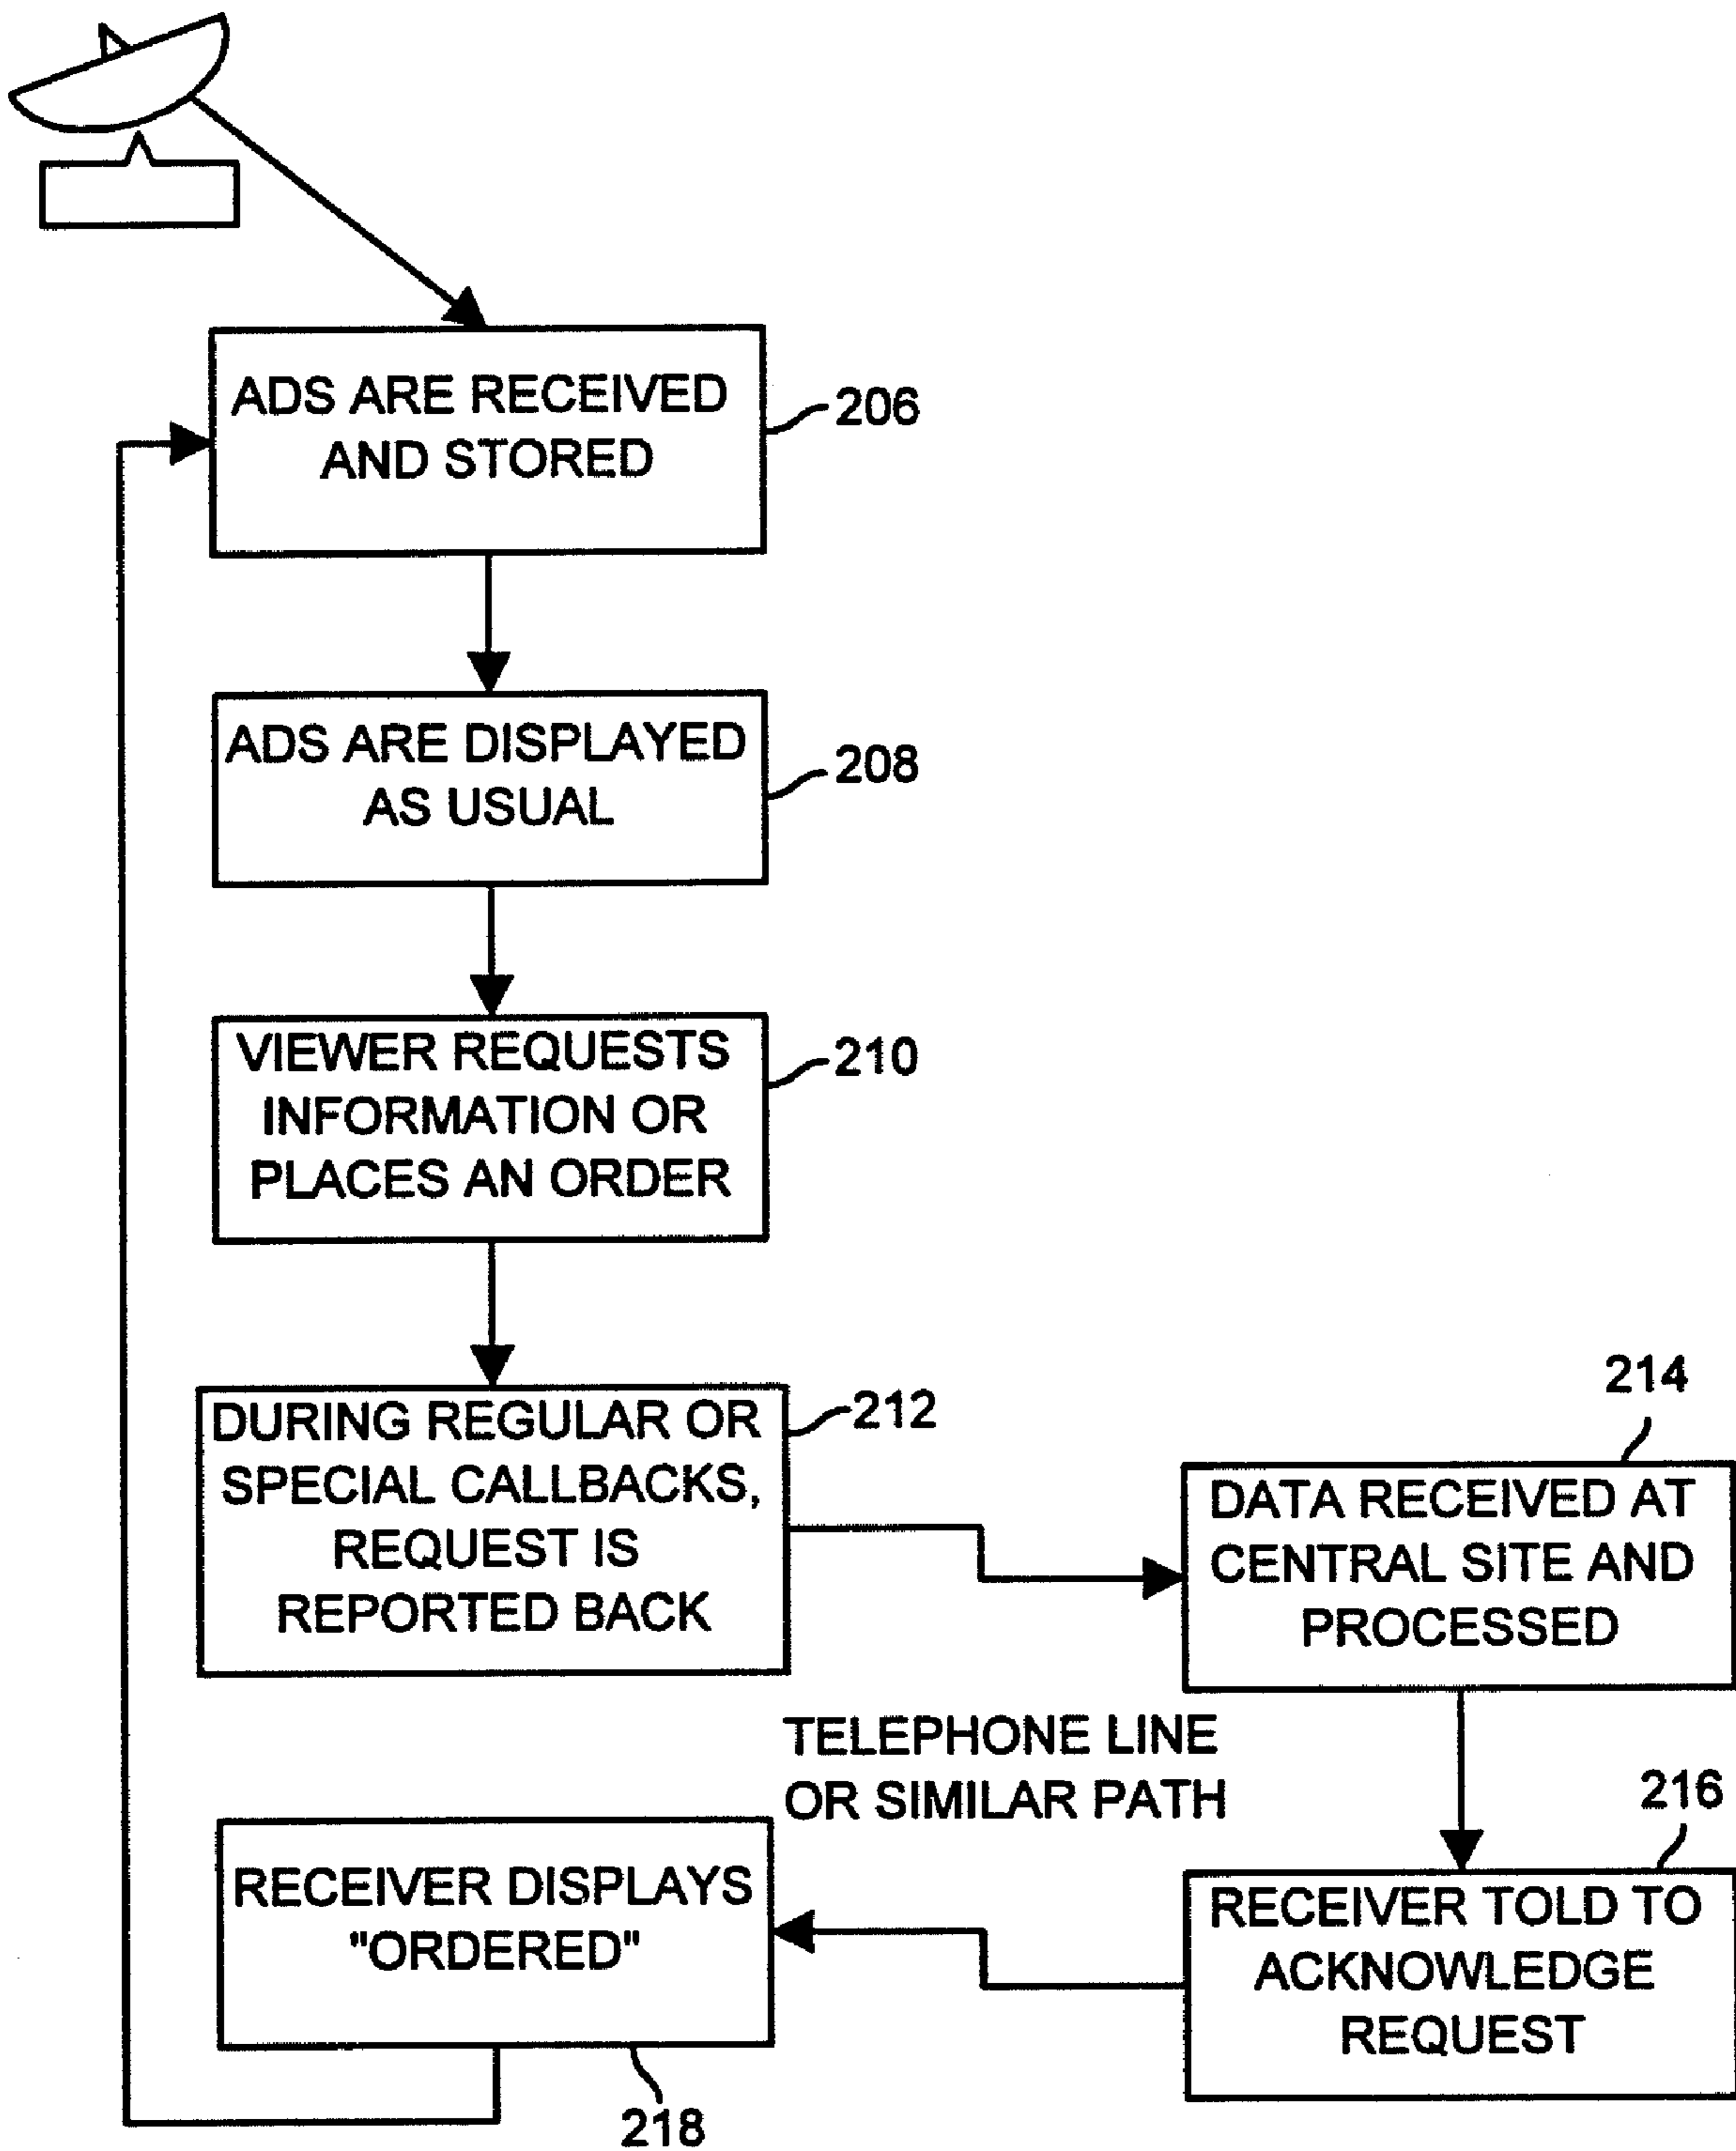 ADS ARE RECEIVED
AND STORED
206
ADS ARE DISPLAYED
AS USUAL
208
VIEWER REQUESTS
INFORMATION OR
PLACES AN ORDER
210
DURING REGULAR OR
SPECIAL CALLBACKS,
REQUEST IS
REPORTED BACK
212
214
DATA RECEIVED AT
CENTRAL SITE AND
PROCESSED
TELEPHONE LINE
OR SIMILAR PATH
216
RECEIVER TOLD TO
ACKNOWLEDGE
REQUEST
RECEIVER DISPLAYS
"ORDERED"
218